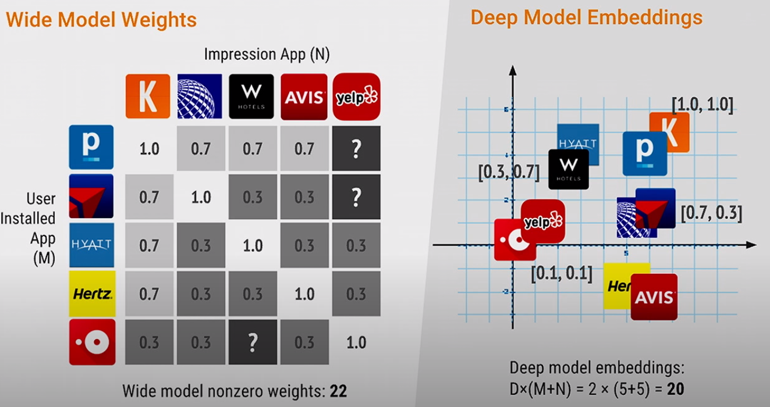 Wide Model Weights
Impression App (N)
K
W
HOTELS
AVIS
yelp
p
1.0 0.7 0.7 0.7 ?
0.7 1.0 0.3 0.3 ?
User
Installed
App
(M)
HYATT
0.7 0.3 1.0 0.3 0.3
Hertz.
0.7 0.3 0.3 1.0 0.3
0.3 0.3 ? 0.3 1.0
Wide model nonzero weights: 22
Deep Model Embeddings
[1.0, 1.0]
K
HYATT
p
W
HOTELS
[0.3, 0.7]
[0.7, 0.3]
yelp
[0.1, 0.1]
5
Her
AVIS
Deep model embeddings:
D×(M+N) = 2 × (5+5) = 20